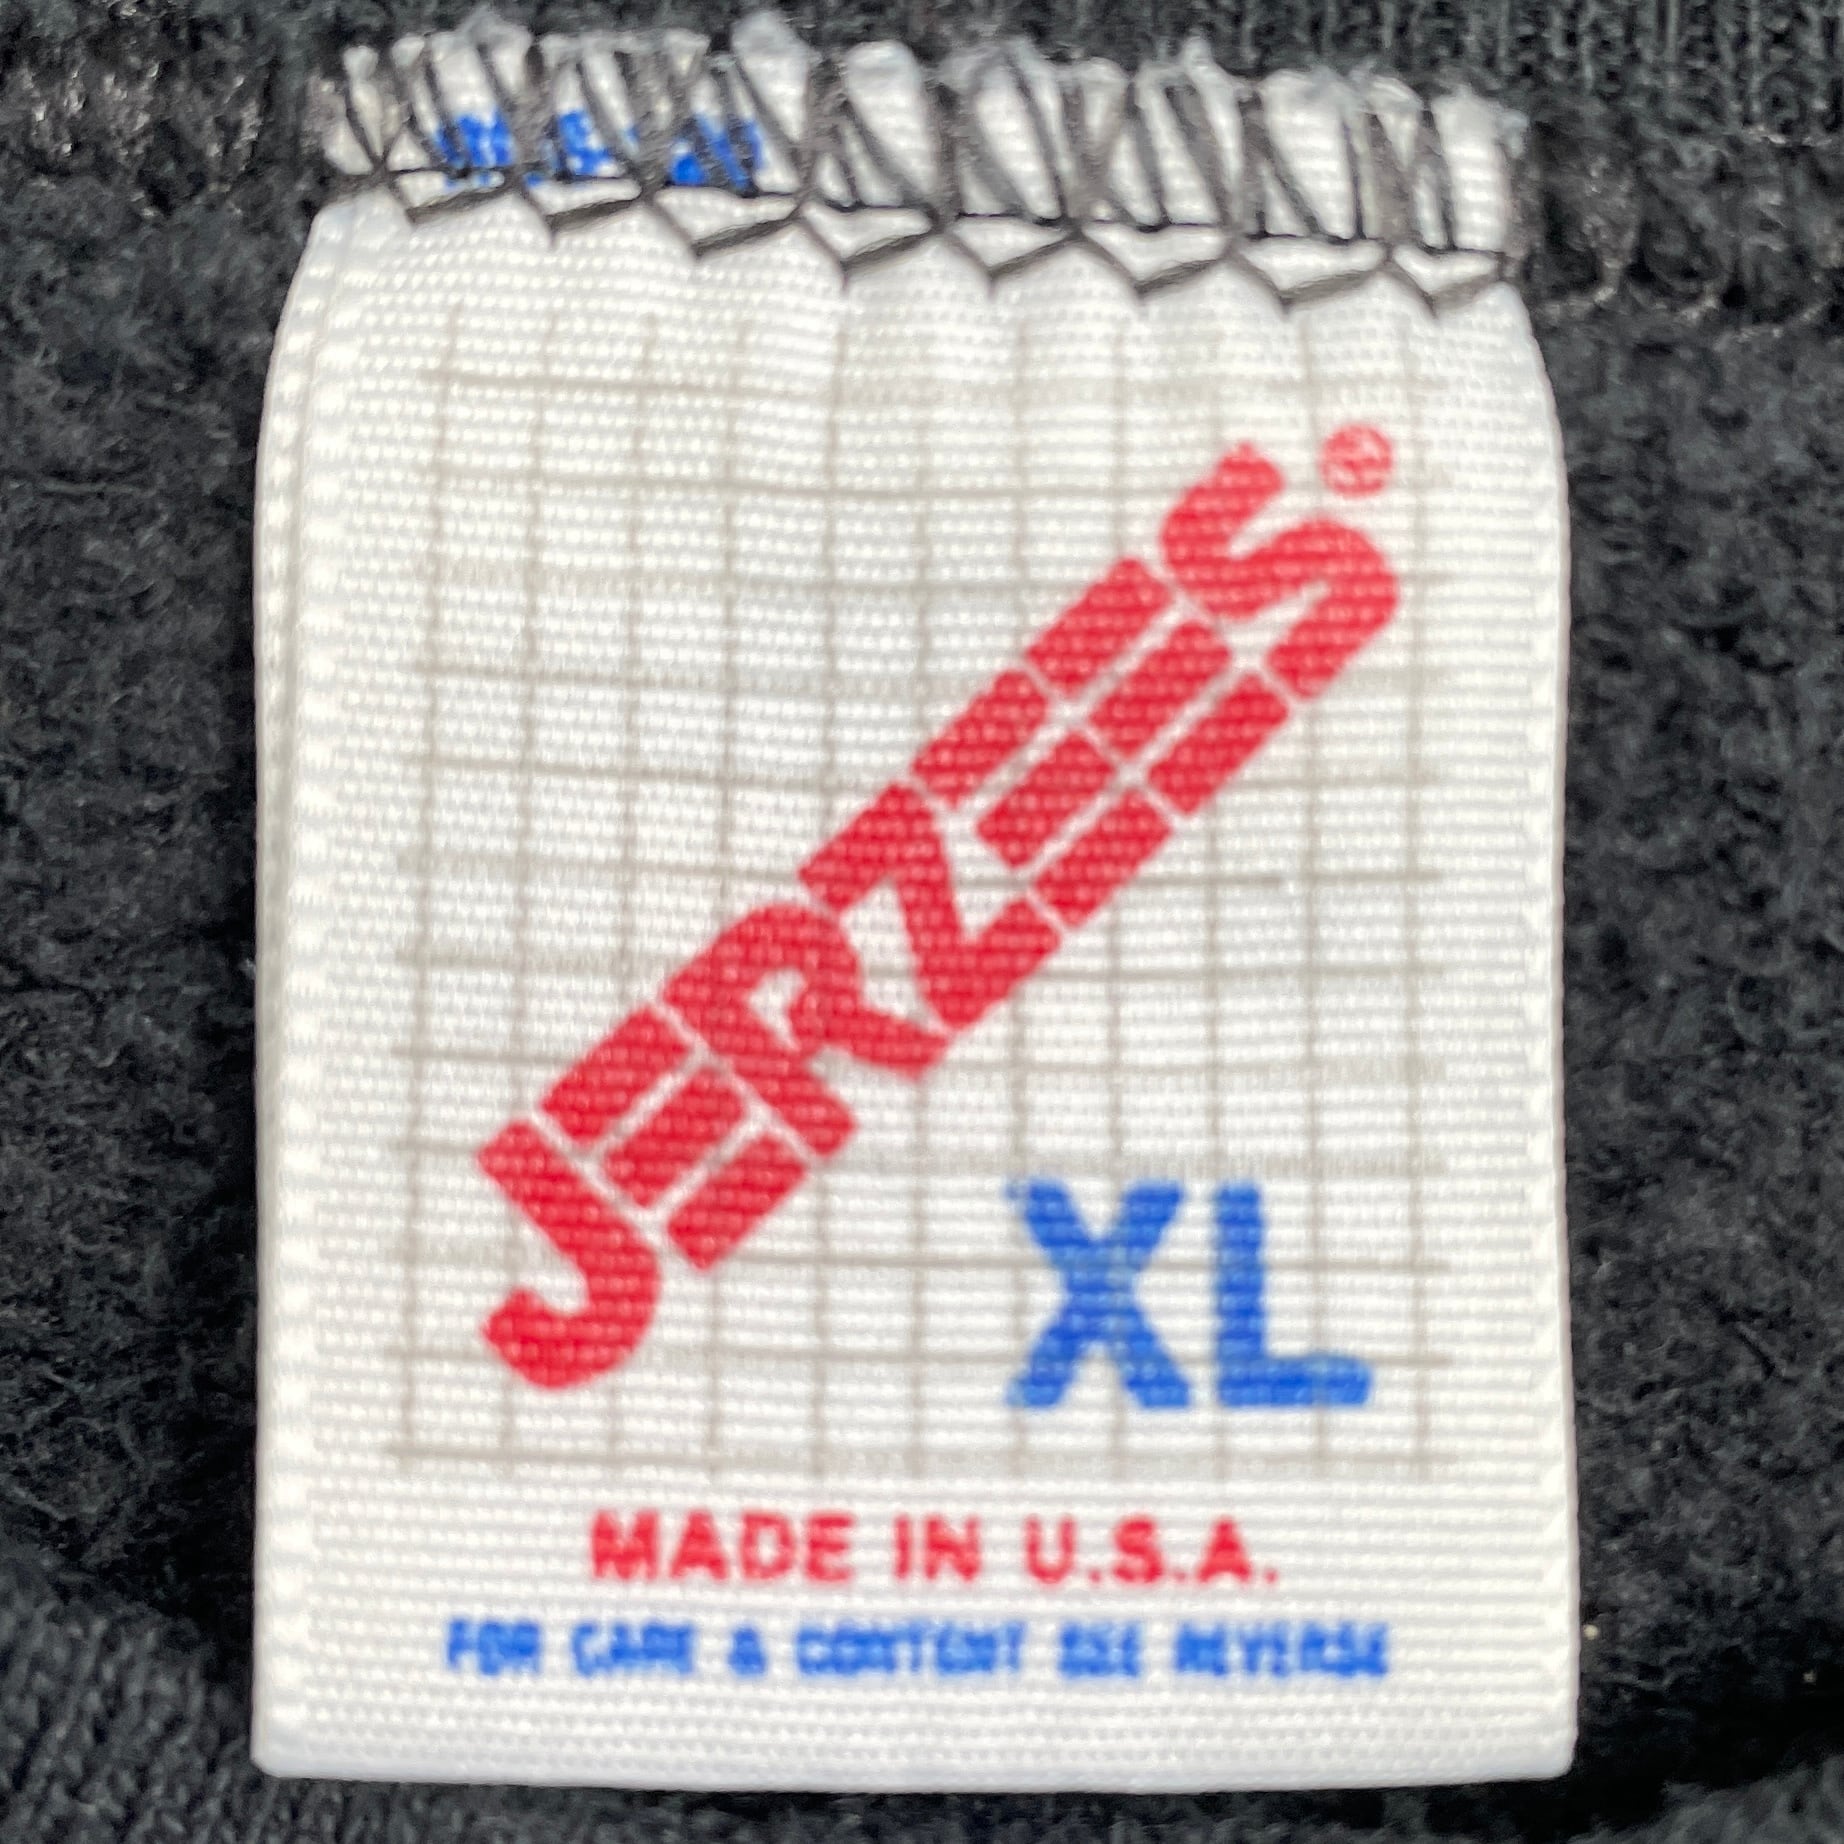 JERZEES®
XL
MADE IN U.S.A.
FOR CARE & CONTENT SEE REVERSE